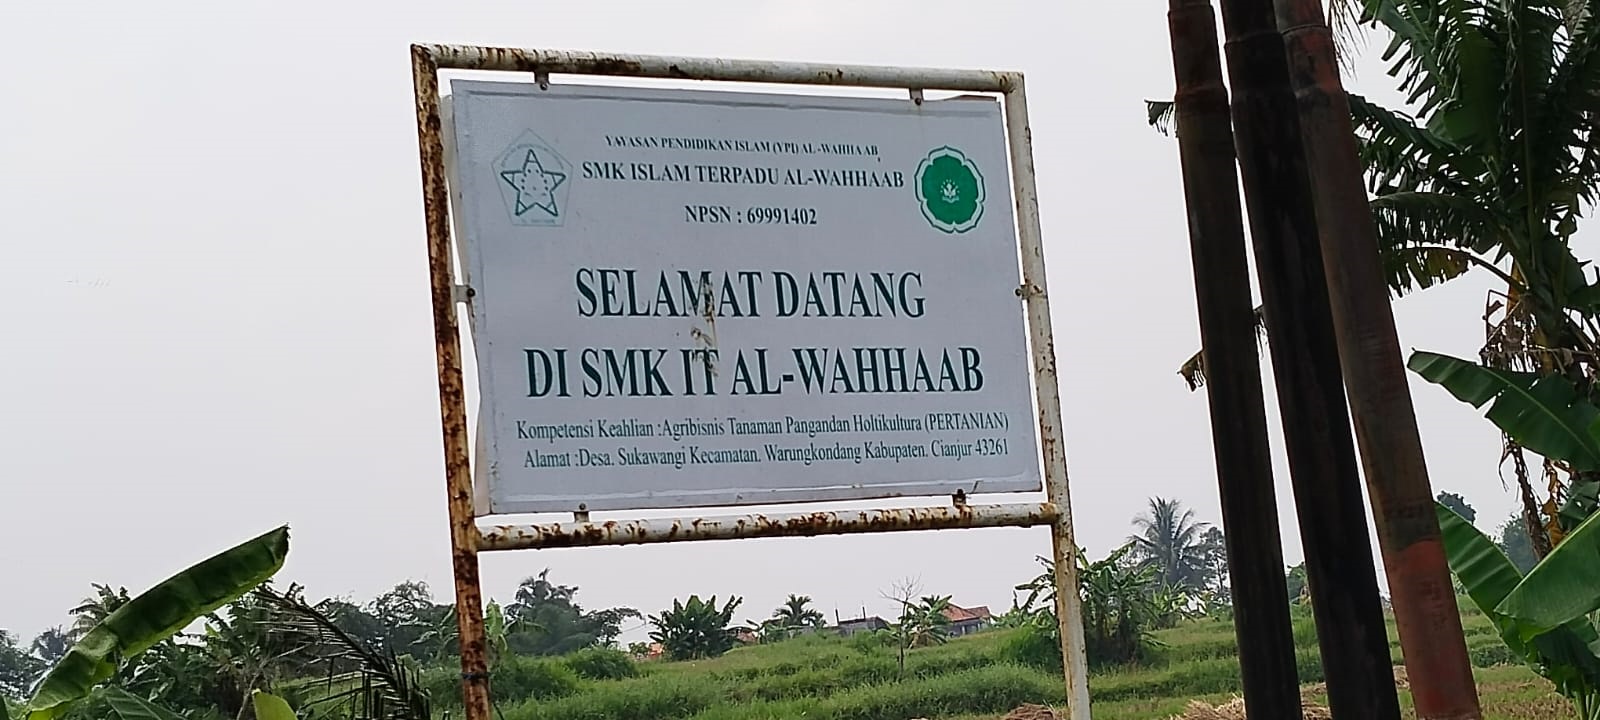 YAYASAN PENDIDIKAN ISLAM (YPI) AL-WAHHAAB
SMK ISLAM TERPADU AL-WAHHAAB
NPSN : 69991402
SELAMAT DATANG
DI SMK IT AL-WAHHAAB
Kompetensi Keahlian :Agribisnis Tanaman Pangandan Holtikultura (PERTANIAN)
Alamat :Desa. Sukawangi Kecamatan. Warungkondang Kabupaten. Cianjur 43261